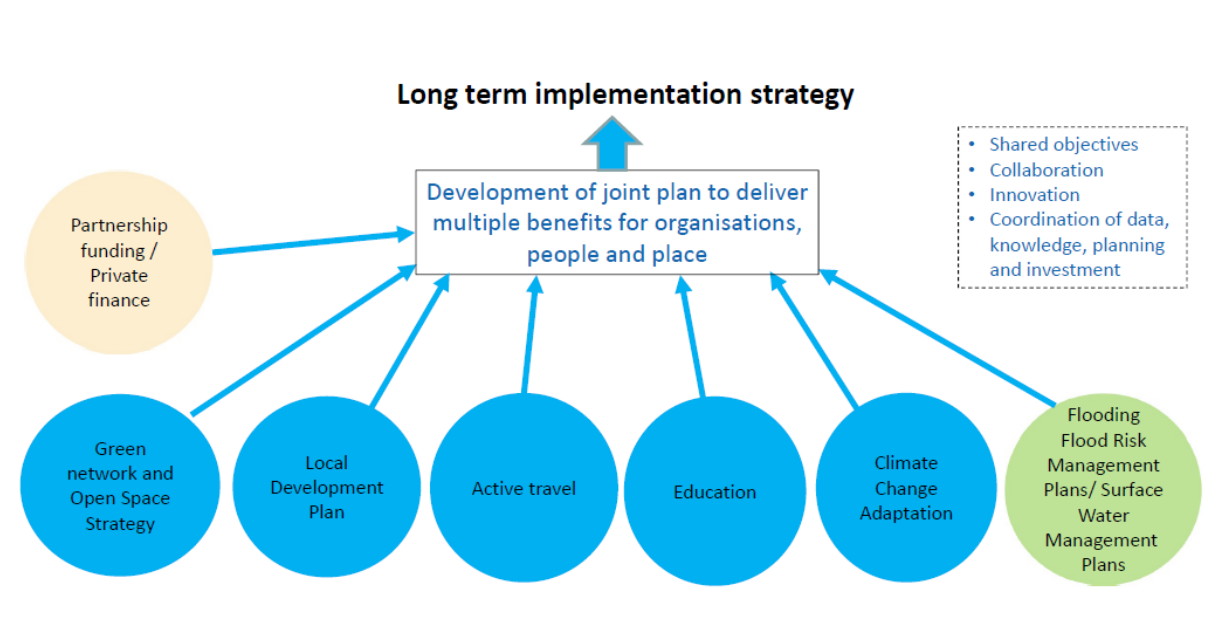 Long term implementation strategy
Development of joint plan to deliver
multiple benefits for organisations,
people and place
• Shared objectives
• Collaboration
• Innovation
• Coordination of data,
knowledge, planning
and investment
Partnership
funding /
Private
finance
Green
network and
Open Space
Strategy
Local
Development
Plan
Active travel
Education
Climate
Change
Adaptation
Flooding
Flood Risk
Management
Plans/ Surface
Water
Management
Plans